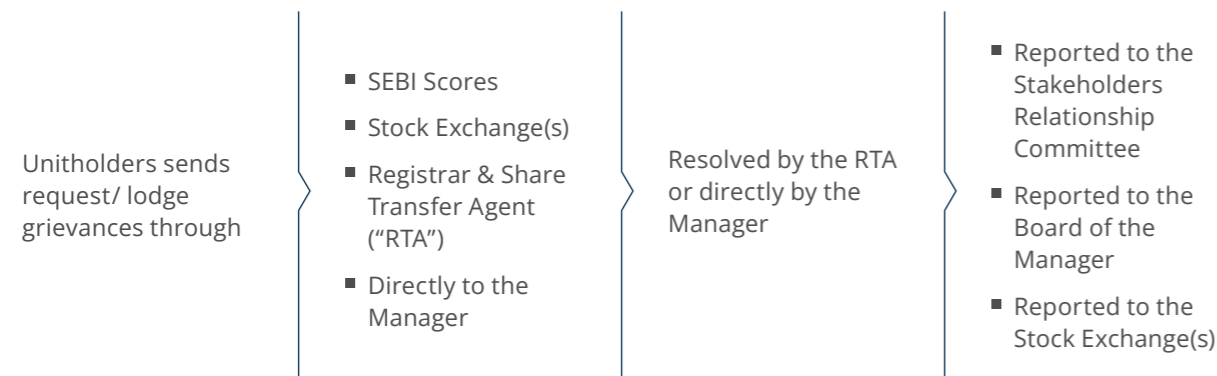 Unitholders sends
request/ lodge
grievances through
▪ SEBI Scores
▪ Stock Exchange(s)
▪ Registrar & Share
Transfer Agent
(“RTA”)
▪ Directly to the
Manager
Resolved by the RTA
or directly by the
Manager
▪ Reported to the
Stakeholders
Relationship
Committee
▪ Reported to the
Board of the
Manager
▪ Reported to the
Stock Exchange(s)